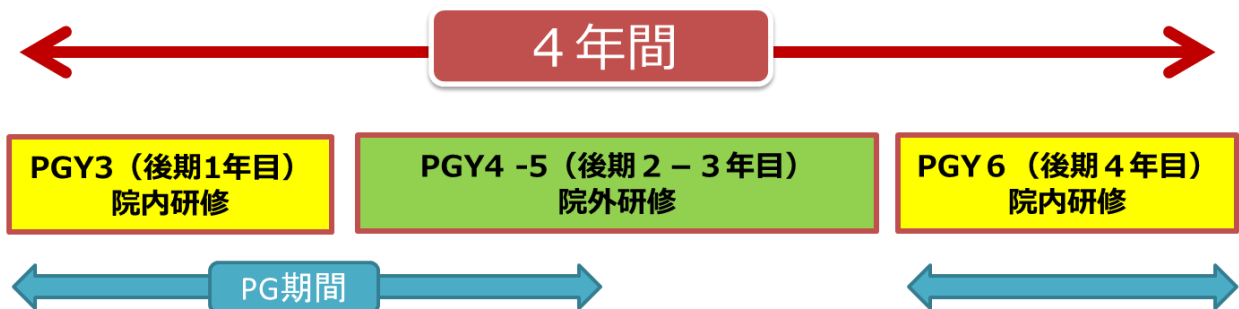 ４年間
PGY3（後期1年目）
院内研修
PGY4 -5（後期２－３年目）
院外研修
PGY６（後期４年目）
院内研修
PG期間